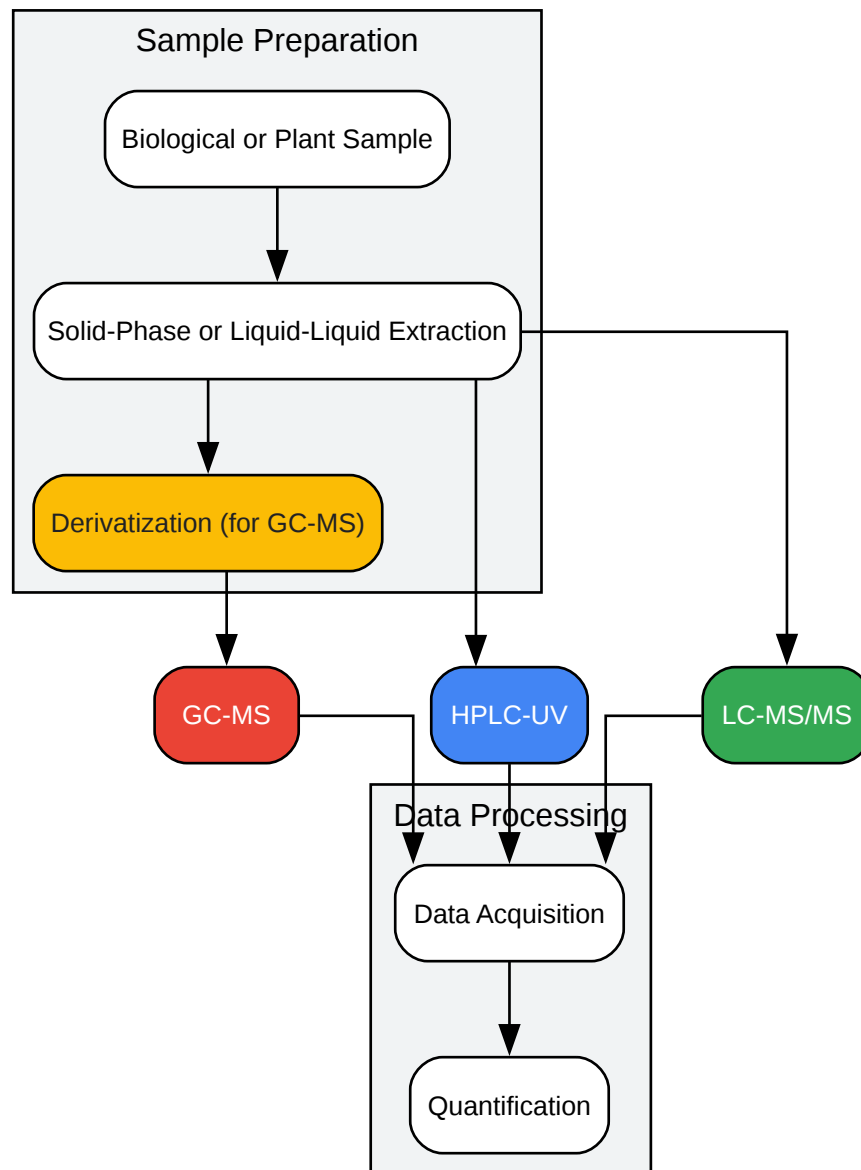 Sample Preparation
Biological or Plant Sample
Solid-Phase or Liquid-Liquid Extraction
Derivatization (for GC-MS)
GC-MS
HPLC-UV
LC-MS/MS
Data Processing
Data Acquisition
Quantification